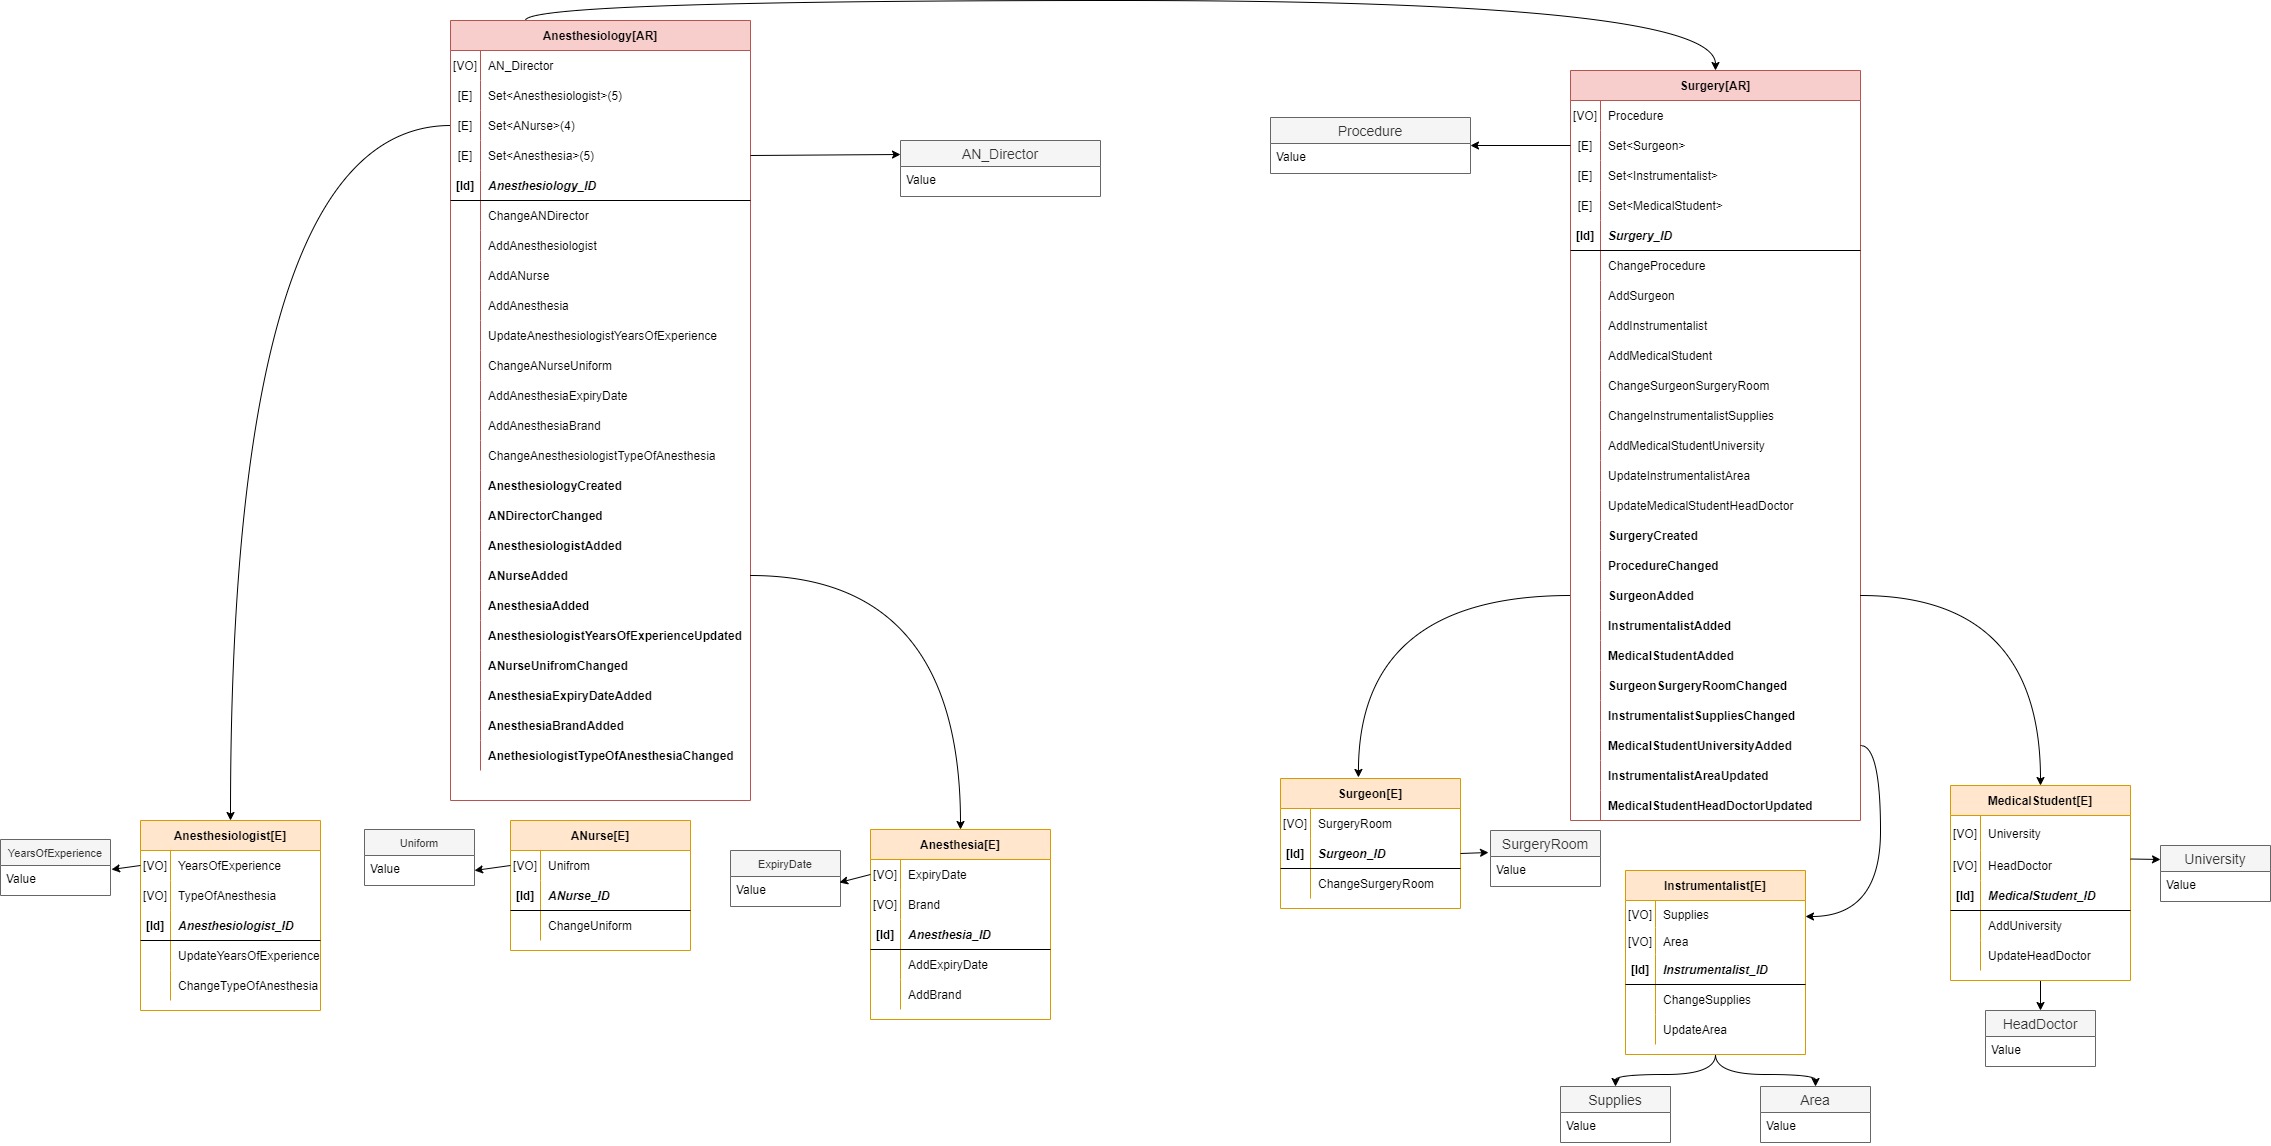 Anesthesiology[AR]
[VO] AN_Director
[E] Set<Anesthesiologist>(5)
[E] Set<ANurse>(4)
[E] Set<Anesthesia>(5)
[Id] Anesthesiology_ID
ChangeANDirector
AddAnesthesiologist
AddANurse
AddAnesthesia
UpdateAnesthesiologistYearsOfExperience
ChangeANurseUniform
AddAnesthesiaExpiryDate
AddAnesthesiaBrand
ChangeAnesthesiologistTypeOfAnesthesia
AnesthesiologyCreated
ANDirectorChanged
AnesthesiologistAdded
ANurseAdded
AnesthesiaAdded
AnesthesiologistYearsOfExperienceUpdated
ANurseUnifromChanged
AnesthesiaExpiryDateAdded
AnesthesiaBrandAdded
AnethesiologistTypeOfAnesthesiaChanged
AN_Director
Value
Procedure
Value
Surgery[AR]
[VO] Procedure
[E] Set<Surgeon>
[E] Set<Instrumentalist>
[E] Set<MedicalStudent>
[Id] Surgery_ID
ChangeProcedure
AddSurgeon
AddInstrumentalist
AddMedicalStudent
ChangeSurgeonSurgeryRoom
ChangeInstrumentalistSupplies
AddMedicalStudentUniversity
UpdateInstrumentalistArea
UpdateMedicalStudentHeadDoctor
SurgeryCreated
ProcedureChanged
SurgeonAdded
InstrumentalistAdded
MedicalStudentAdded
SurgeonSurgeryRoomChanged
InstrumentalistSuppliesChanged
MedicalStudentUniversityAdded
InstrumentalistAreaUpdated
MedicalStudentHeadDoctorUpdated
YearsOfExperience
Value
Anesthesiologist[E]
[VO] YearsOfExperience
[VO] TypeOfAnesthesia
[Id] Anesthesiologist_ID
UpdateYearsOfExperience
ChangeTypeOfAnesthesia
Uniform
Value
ANurse[E]
[VO] Unifrom
[Id] ANurse_ID
ChangeUniform
ExpiryDate
Value
Anesthesia[E]
[VO] ExpiryDate
[VO] Brand
[Id] Anesthesia_ID
AddExpiryDate
AddBrand
Surgeon[E]
[VO] SurgeryRoom
[Id] Surgeon_ID
ChangeSurgeryRoom
SurgeryRoom
Value
Instrumentalist[E]
[VO] Supplies
[VO] Area
[Id] Instrumentalist_ID
ChangeSupplies
UpdateArea
Supplies
Value
Area
Value
MedicalStudent[E]
[VO] University
[VO] HeadDoctor
[Id] MedicalStudent_ID
AddUniversity
UpdateHeadDoctor
University
Value
HeadDoctor
Value